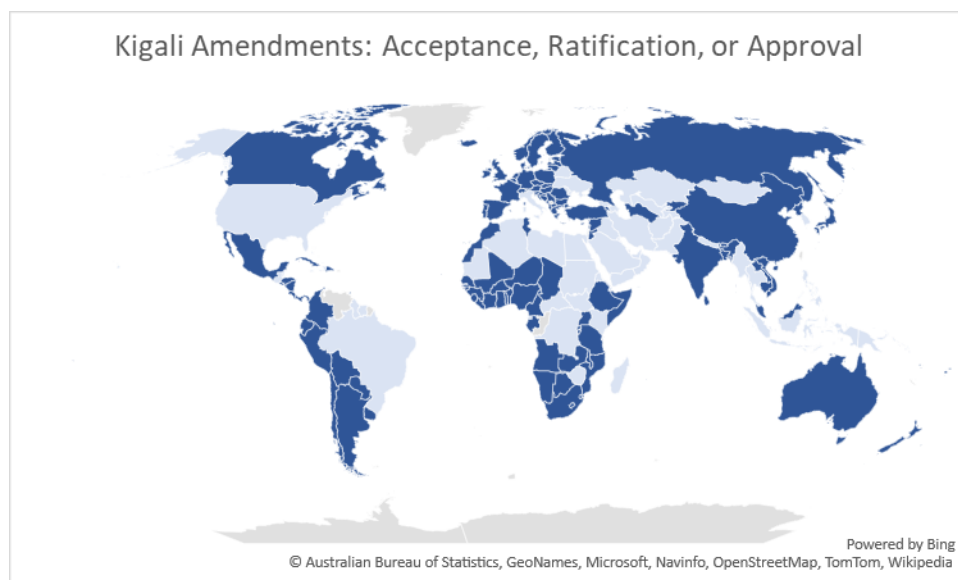 Kigali Amendments: Acceptance, Ratification, or Approval
Powered by Bing
© Australian Bureau of Statistics, GeoNames, Microsoft, Navinfo, OpenStreetMap, TomTom, Wikipedia